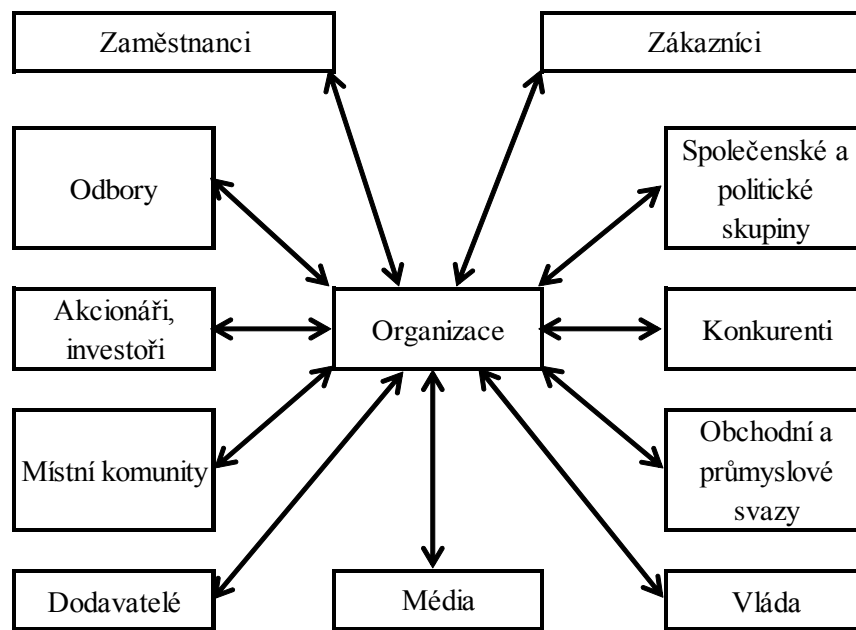 Zaměstnanci
Zákazníci
Odbory
Společenské a
politické
skupiny
Akcionáři,
investoři
Organizace
Konkurenti
Místní komunity
Obchodní a
průmyslové
svazy
Dodavatelé
Média
Vláda